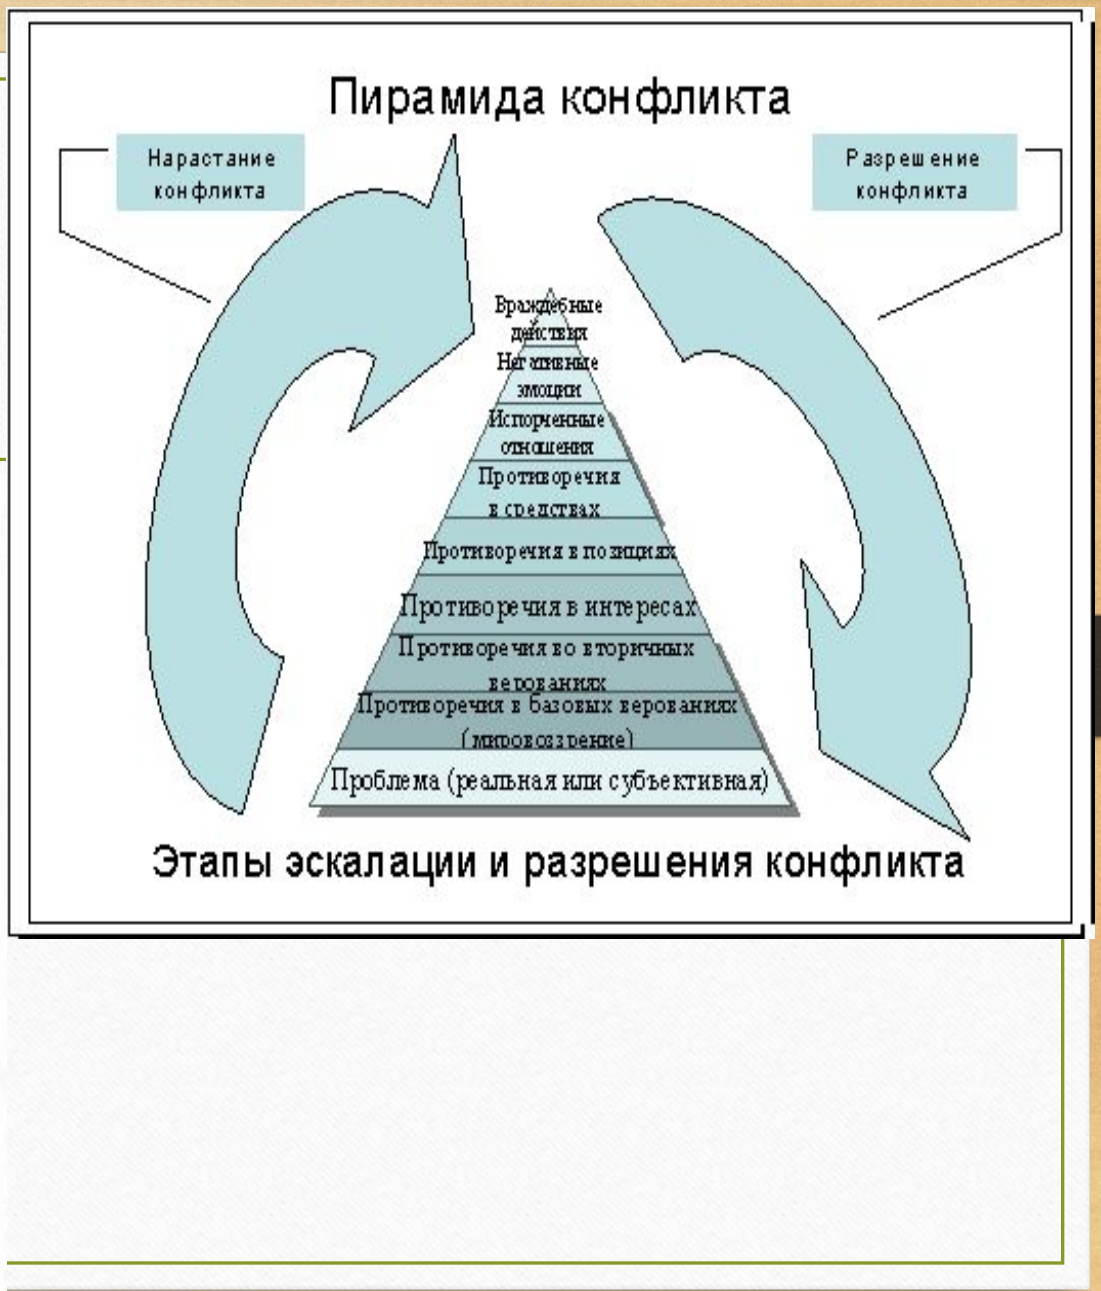 Пирамида конфликта
Нарастание
конфликта
Разрешение
конфликта
Враждебные
действия
Негативные
эмоции
Испорченные
отношения
Противоречия
в средствах
Противоречия в позициях
Противоречия в интересах
Противоречия во вторичных
верованиях
Противоречия в базовых верованиях
(мировоззрение)
Проблема (реальная или субъективная)
Этапы эскалации и разрешения конфликта